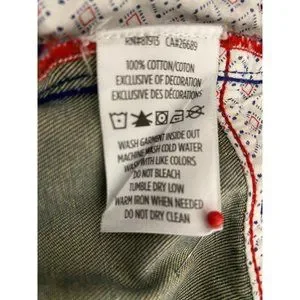 RN#81913 CA#26689
100% COTTON/COTON
EXCLUSIVE OF DECORATION
EXCLUSIVE DES DÉCORATIONS
WASH GARMENT INSIDE OUT
MACHINE WASH COLD WATER
WASH WITH LIKE COLORS
DO NOT BLEACH
TUMBLE DRY LOW
WARM IRON WHEN NEEDED
DO NOT DRY CLEAN